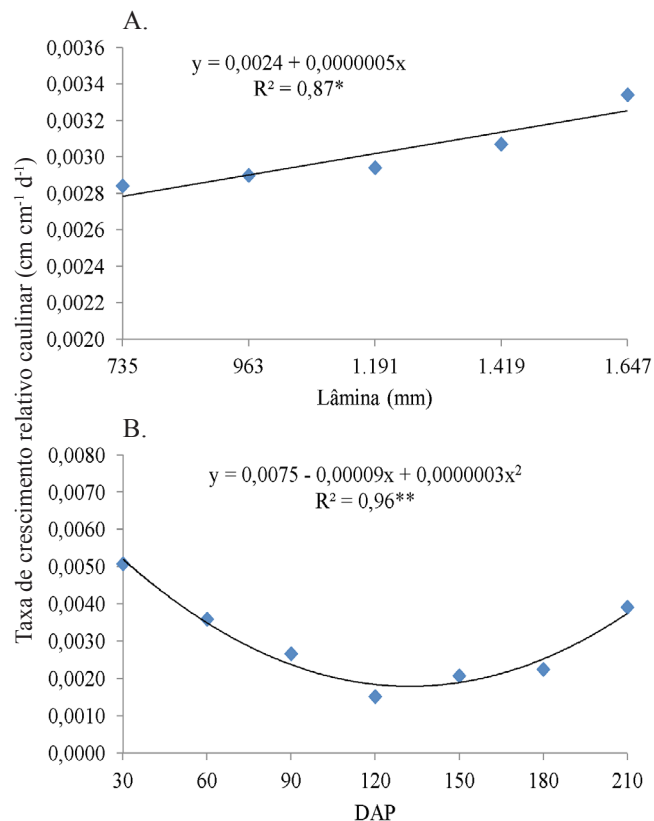 A.
y = 0,0024 + 0,0000005x
R² = 0,87*
0,0036
0,0034
0,0032
0,0030
0,0028
0,0026
0,0024
0,0022
0,0020
735 963 1.191 1.419 1.647
Lâmina (mm)
Taxa de crescimento relativo caulinar (cm cm⁻¹ d⁻¹)
B.
y = 0,0075 - 0,00009x + 0,0000003x²
R² = 0,96**
0,0080
0,0070
0,0060
0,0050
0,0040
0,0030
0,0020
0,0010
0,0000
30 60 90 120 150 180 210
DAP